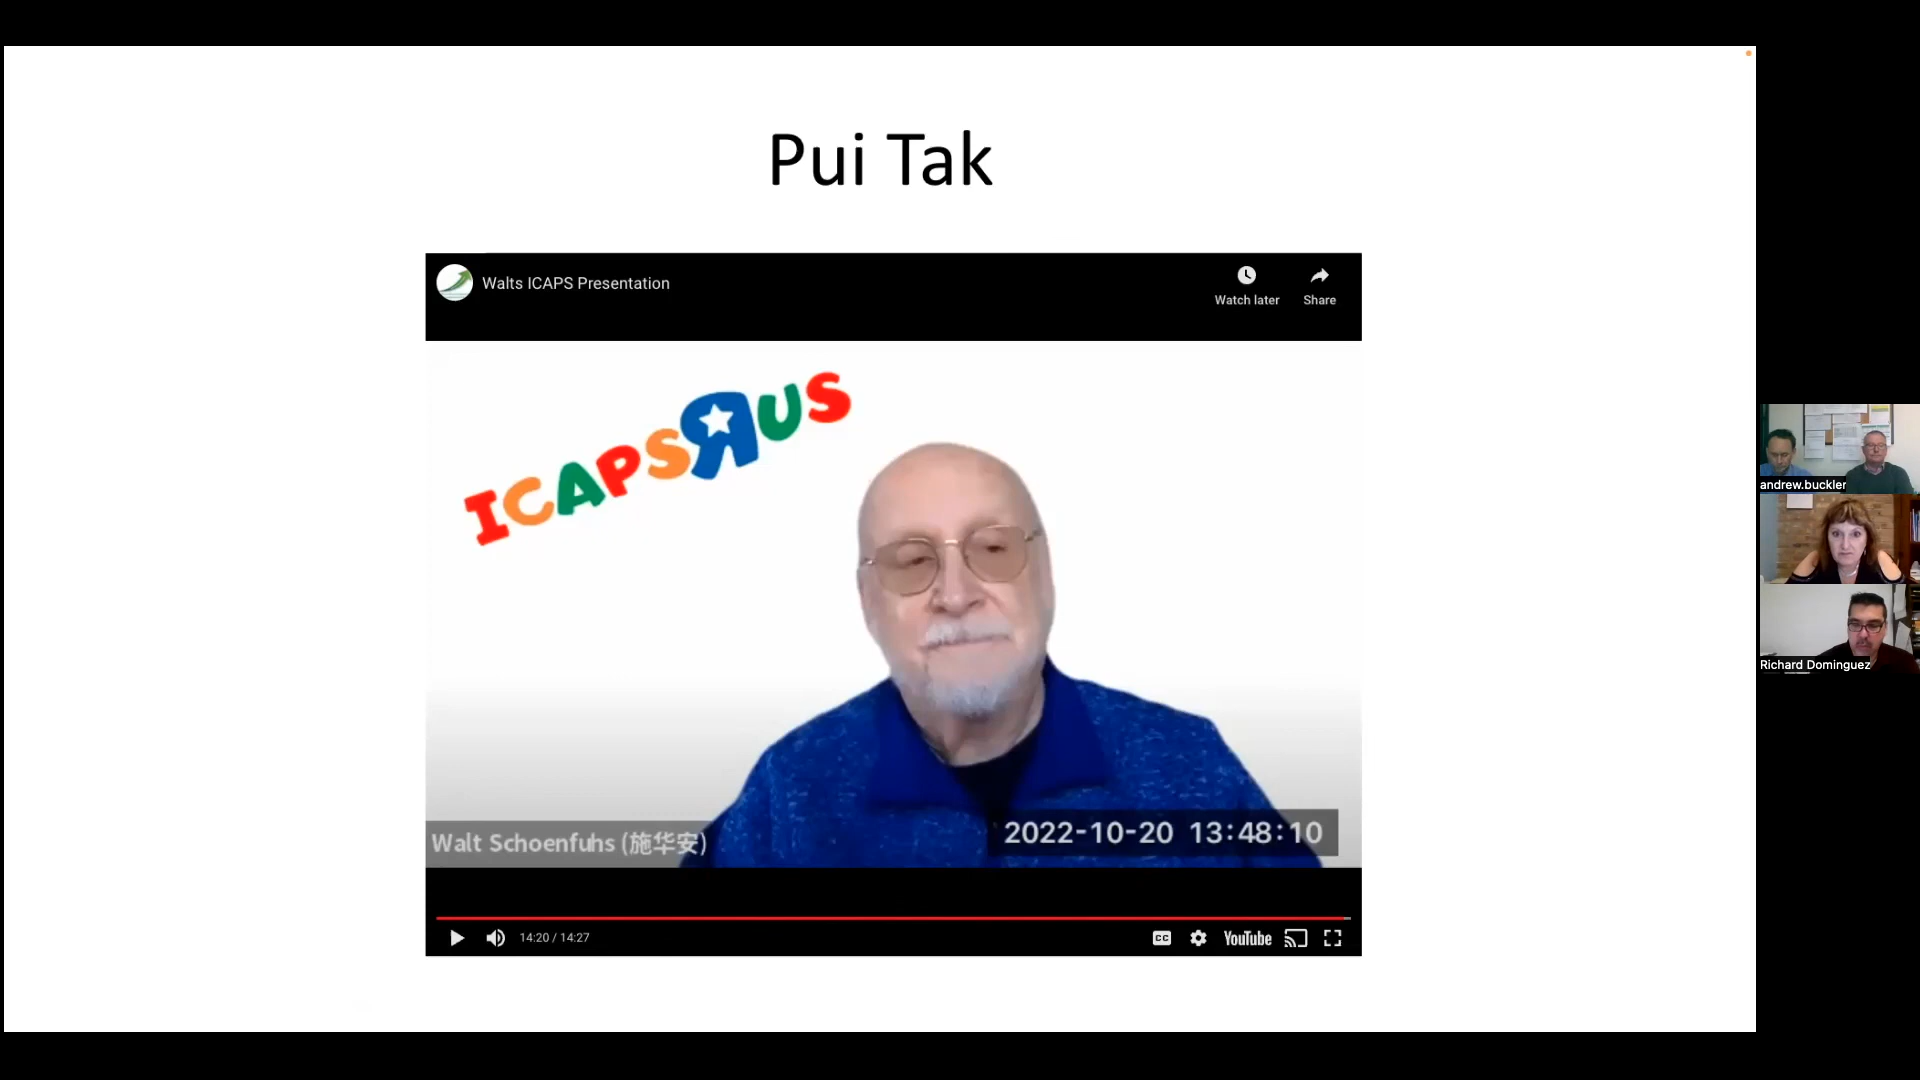 Pui Tak
Walts ICAPS Presentation
Watch later
Share
ICAPSRUS
Walt Schoenfuhs (施华安)
2022-10-20 13:48:10
14:20 / 14:27
CC
YouTube
andrew.buckler
Richard Dominguez